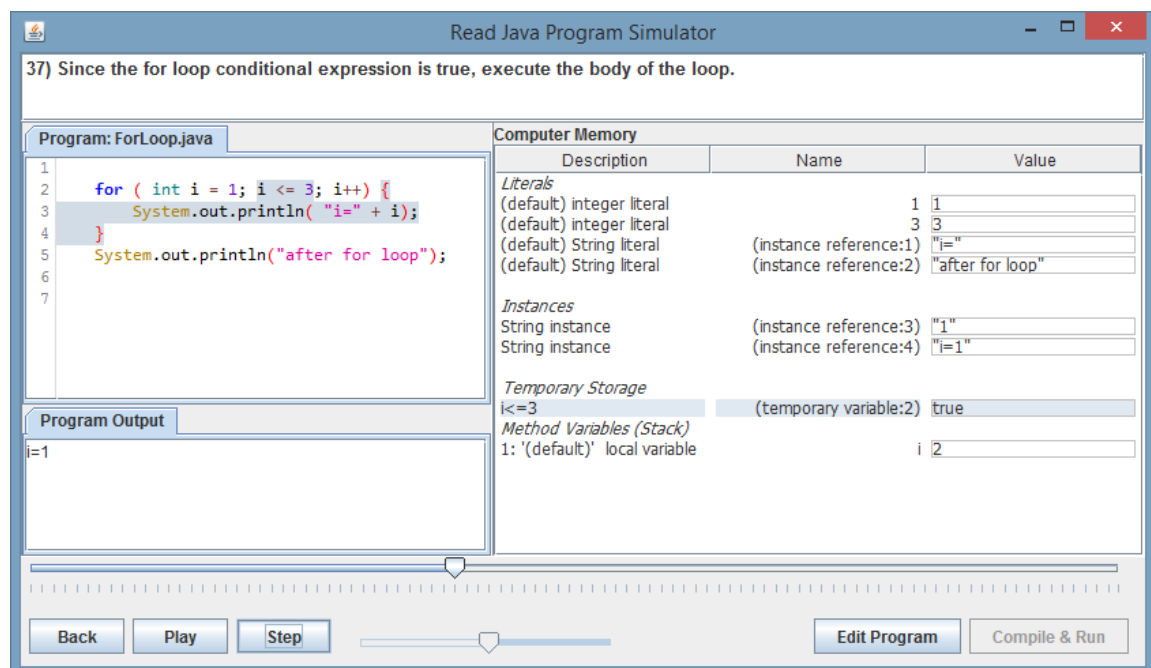 Read Java Program Simulator
37) Since the for loop conditional expression is true, execute the body of the loop.
Program: ForLoop.java
1
2 for ( int i = 1; i <= 3; i++) {
3 System.out.println( "i=" + i);
4 }
5 System.out.println("after for loop");
6
7
Program Output
i=1
Computer Memory
Description Name Value
Literals
(default) integer literal 1 1
(default) integer literal 3 3
(default) String literal (instance reference:1) "i="
(default) String literal (instance reference:2) "after for loop"
Instances
String instance (instance reference:3) "1"
String instance (instance reference:4) "i=1"
Temporary Storage
i<=3 (temporary variable:2) true
Method Variables (Stack)
1: '(default)' local variable i 2
Back Play Step Edit Program Compile & Run